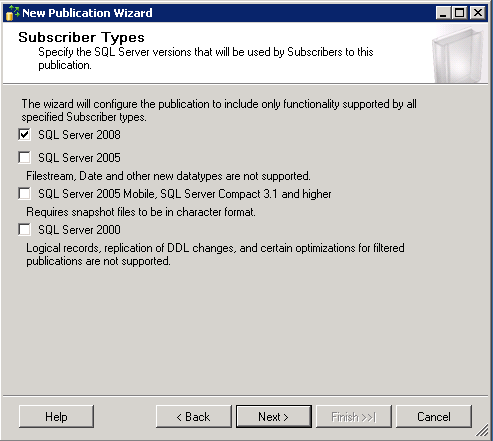 New Publication Wizard
Subscriber Types
Specify the SQL Server versions that will be used by Subscribers to this
publication.
The wizard will configure the publication to include only functionality supported by all
specified Subscriber types.
SQL Server 2008
SQL Server 2005
Filestream, Date and other new datatypes are not supported.
SQL Server 2005 Mobile, SQL Server Compact 3.1 and higher
Requires snapshot files to be in character format.
SQL Server 2000
Logical records, replication of DDL changes, and certain optimizations for filtered
publications are not supported.
Help < Back Next > Finish >>| Cancel